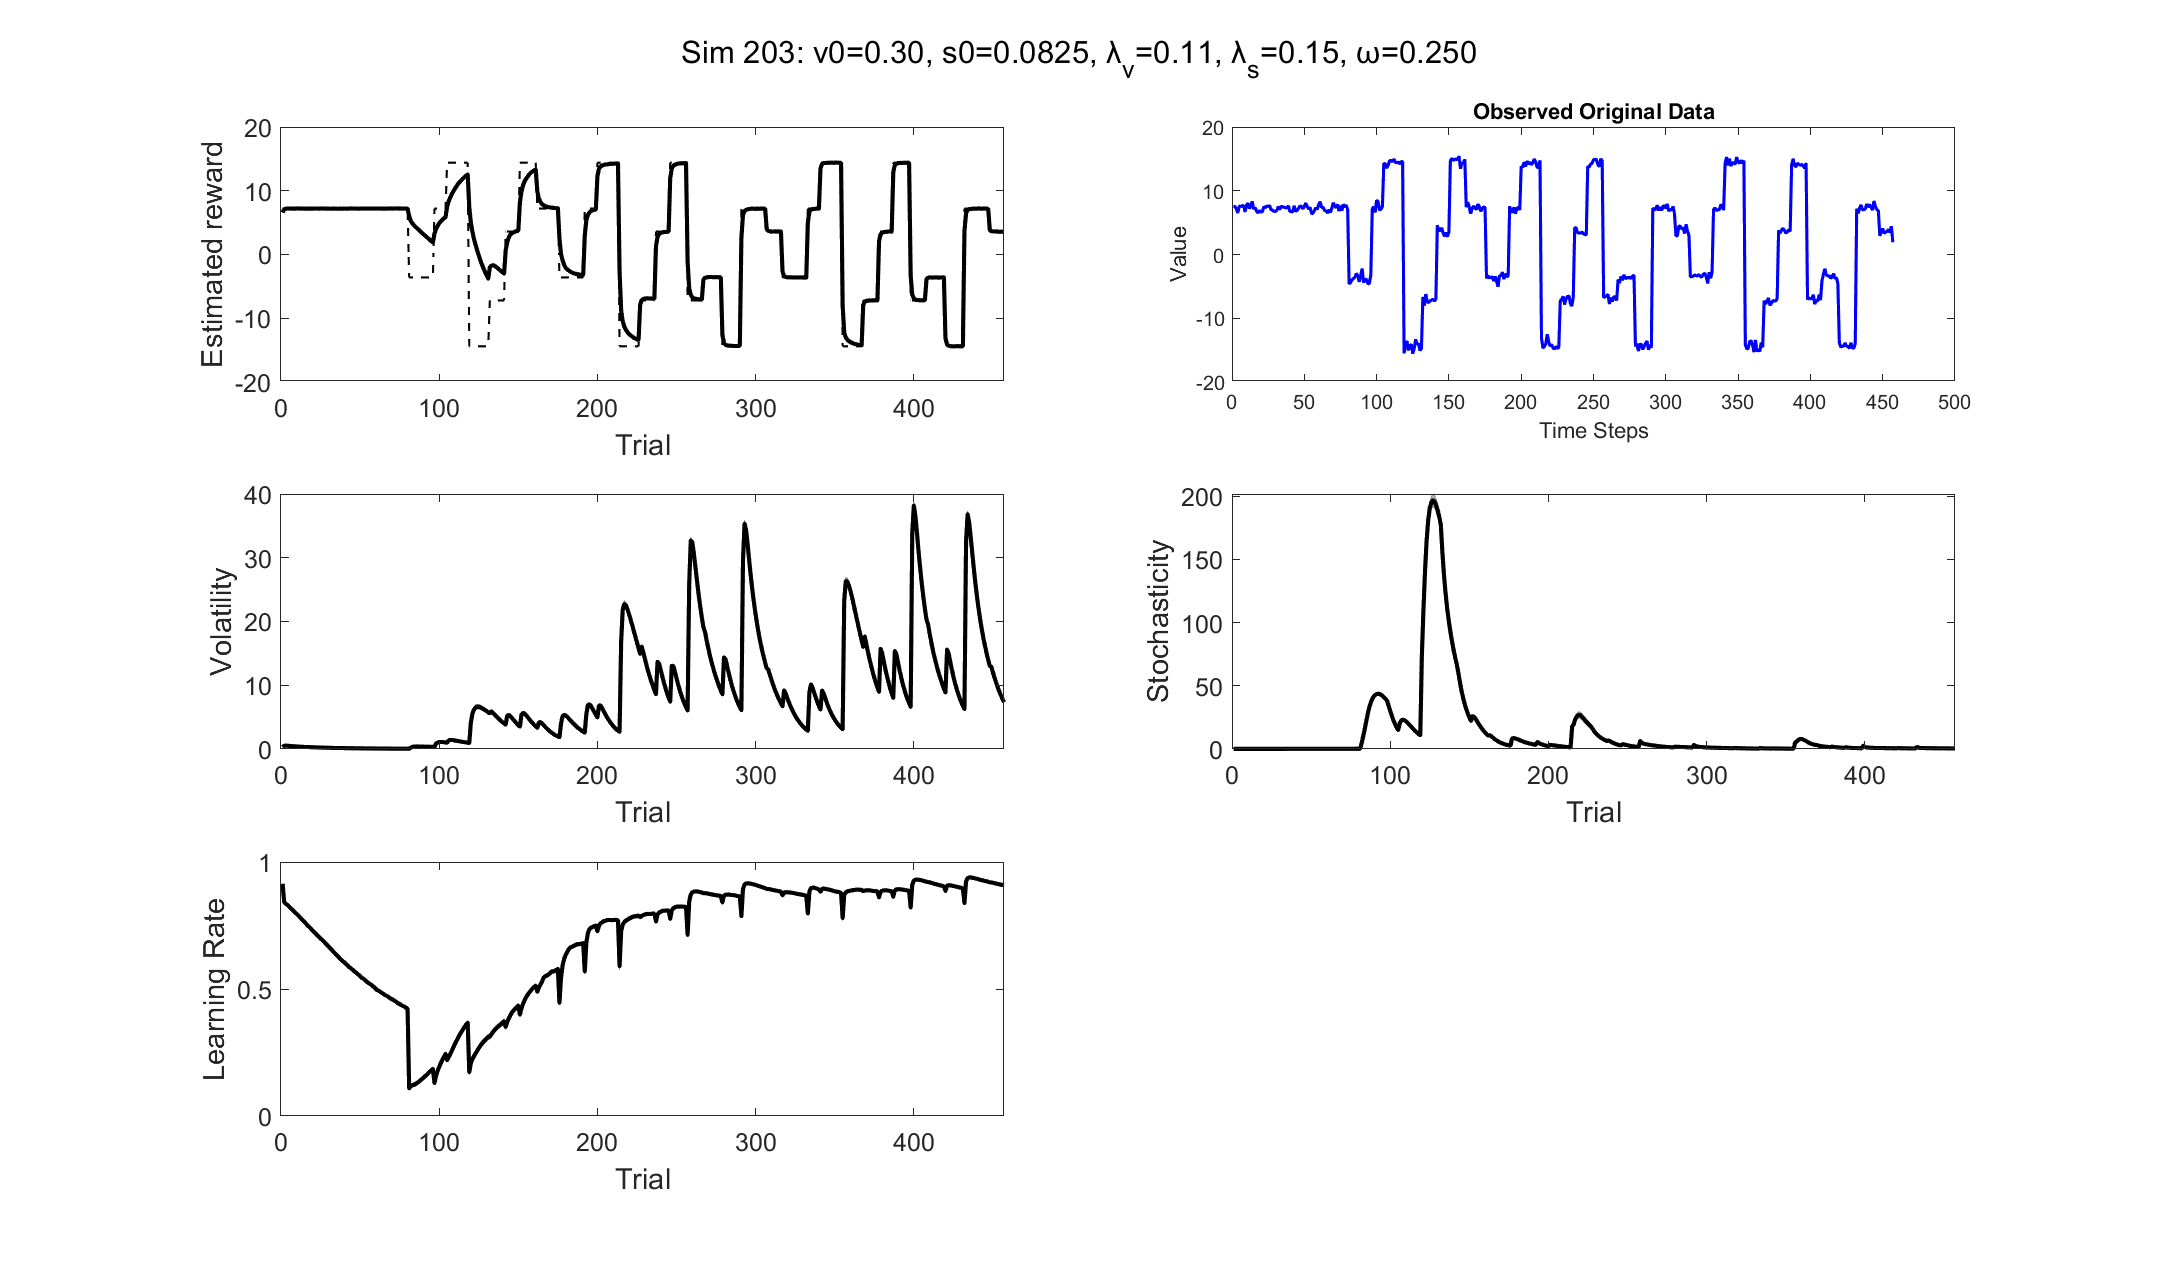 Sim 203: v0=0.30, s0=0.0825, λv=0.11, λs=0.15, ω=0.250
20
10
0
-10
-20
Estimated reward
0 100 200 300 400
Trial
Observed Original Data
20
10
0
-10
-20
Value
0 50 100 150 200 250 300 350 400 450 500
Time Steps
40
30
20
10
0
Volatility
0 100 200 300 400
Trial
200
150
100
50
0
Stochasticity
0 100 200 300 400
Trial
1
0.5
0
Learning Rate
0 100 200 300 400
Trial